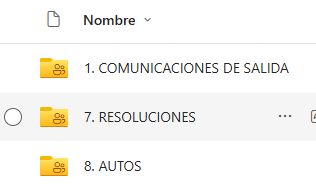 Nombre
1. COMUNICACIONES DE SALIDA
7. RESOLUCIONES
8. AUTOS